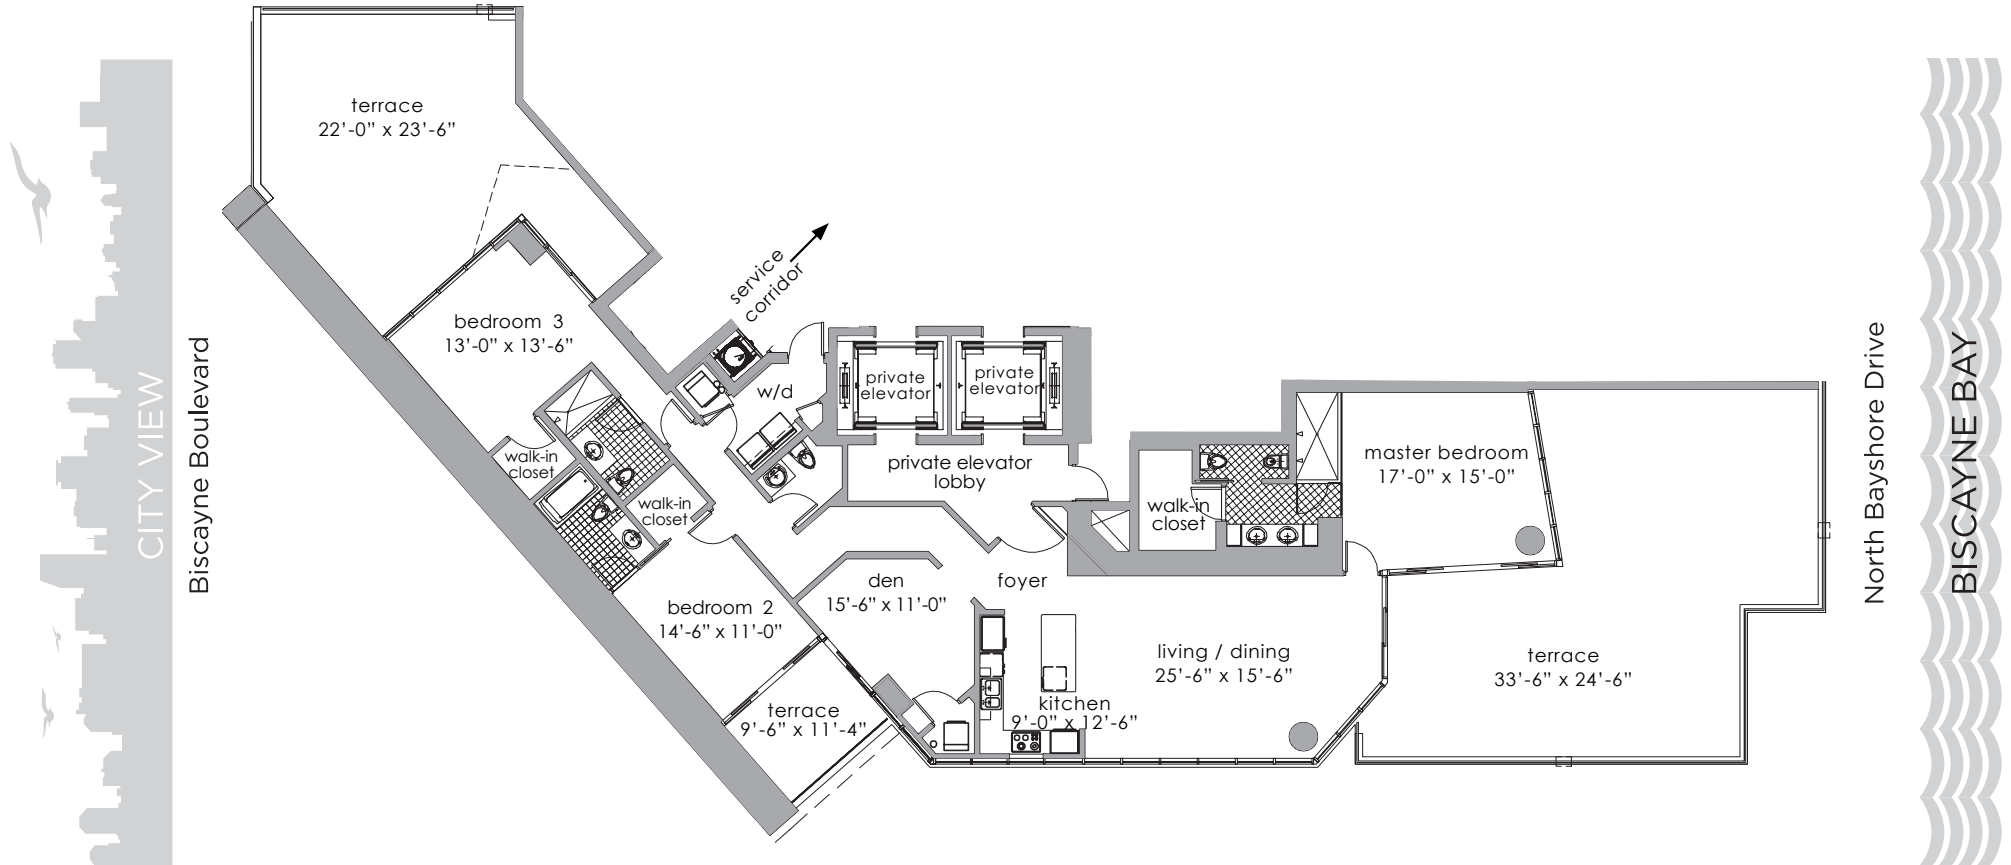 CITY VIEW
Biscayne Boulevard
terrace
22’-0” x 23’-6”
bedroom 3
13’-0” x 13’-6”
service
corridor
w/d
private
elevator
private
elevator
private elevator
lobby
walk-in
closet
walk-in
closet
bedroom 2
14’-6” x 11’-0”
terrace
9’-6” x 11’-4”
den
15’-6” x 11’-0”
foyer
kitchen
9’-0” x 12’-6”
living / dining
25’-6” x 15’-6”
walk-in
closet
master bedroom
17’-0” x 15’-0”
terrace
33’-6” x 24’-6”
North Bayshore Drive
BISCAYNE BAY